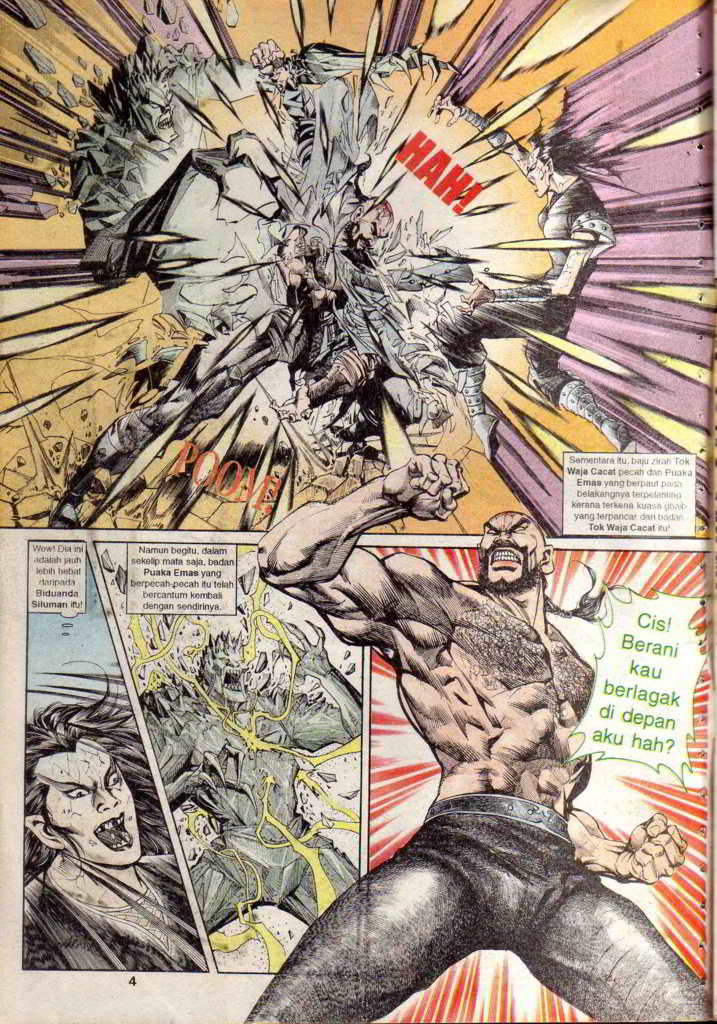 HAH!
POOM!
Sementara itu, baju zirah Tok
Waja Cacat pecah dan Puaka
Emas yang berpaut pada
belakangnya terpelanting
kerana terkena kuasa ghaib
yang terpancar dari badan
Tok Waja Cacat itu!
Wow! Dia ini
adalah jauh
lebih hebat
daripada
Biduanda
Siluman itu!
Namun begitu, dalam
sekelip mata saja, badan
Puaka Emas yang
berpecah-pecah itu telah
bercantum kembali
dengan sendirinya.
Cis!
Berani
kau
berlagak
di depan
aku hah?
4